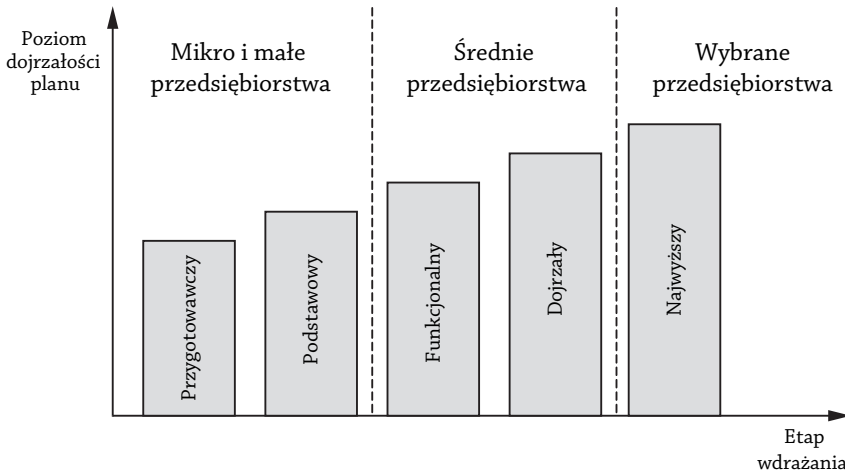 Poziom
dojrzałości
planu
Mikro i małe
przedsiębiorstwa
Średnie
przedsiębiorstwa
Wybrane
przedsiębiorstwa
Przygotowawczy
Podstawowy
Funkcjonalny
Dojrzały
Najwyższy
Etap
wdrażania